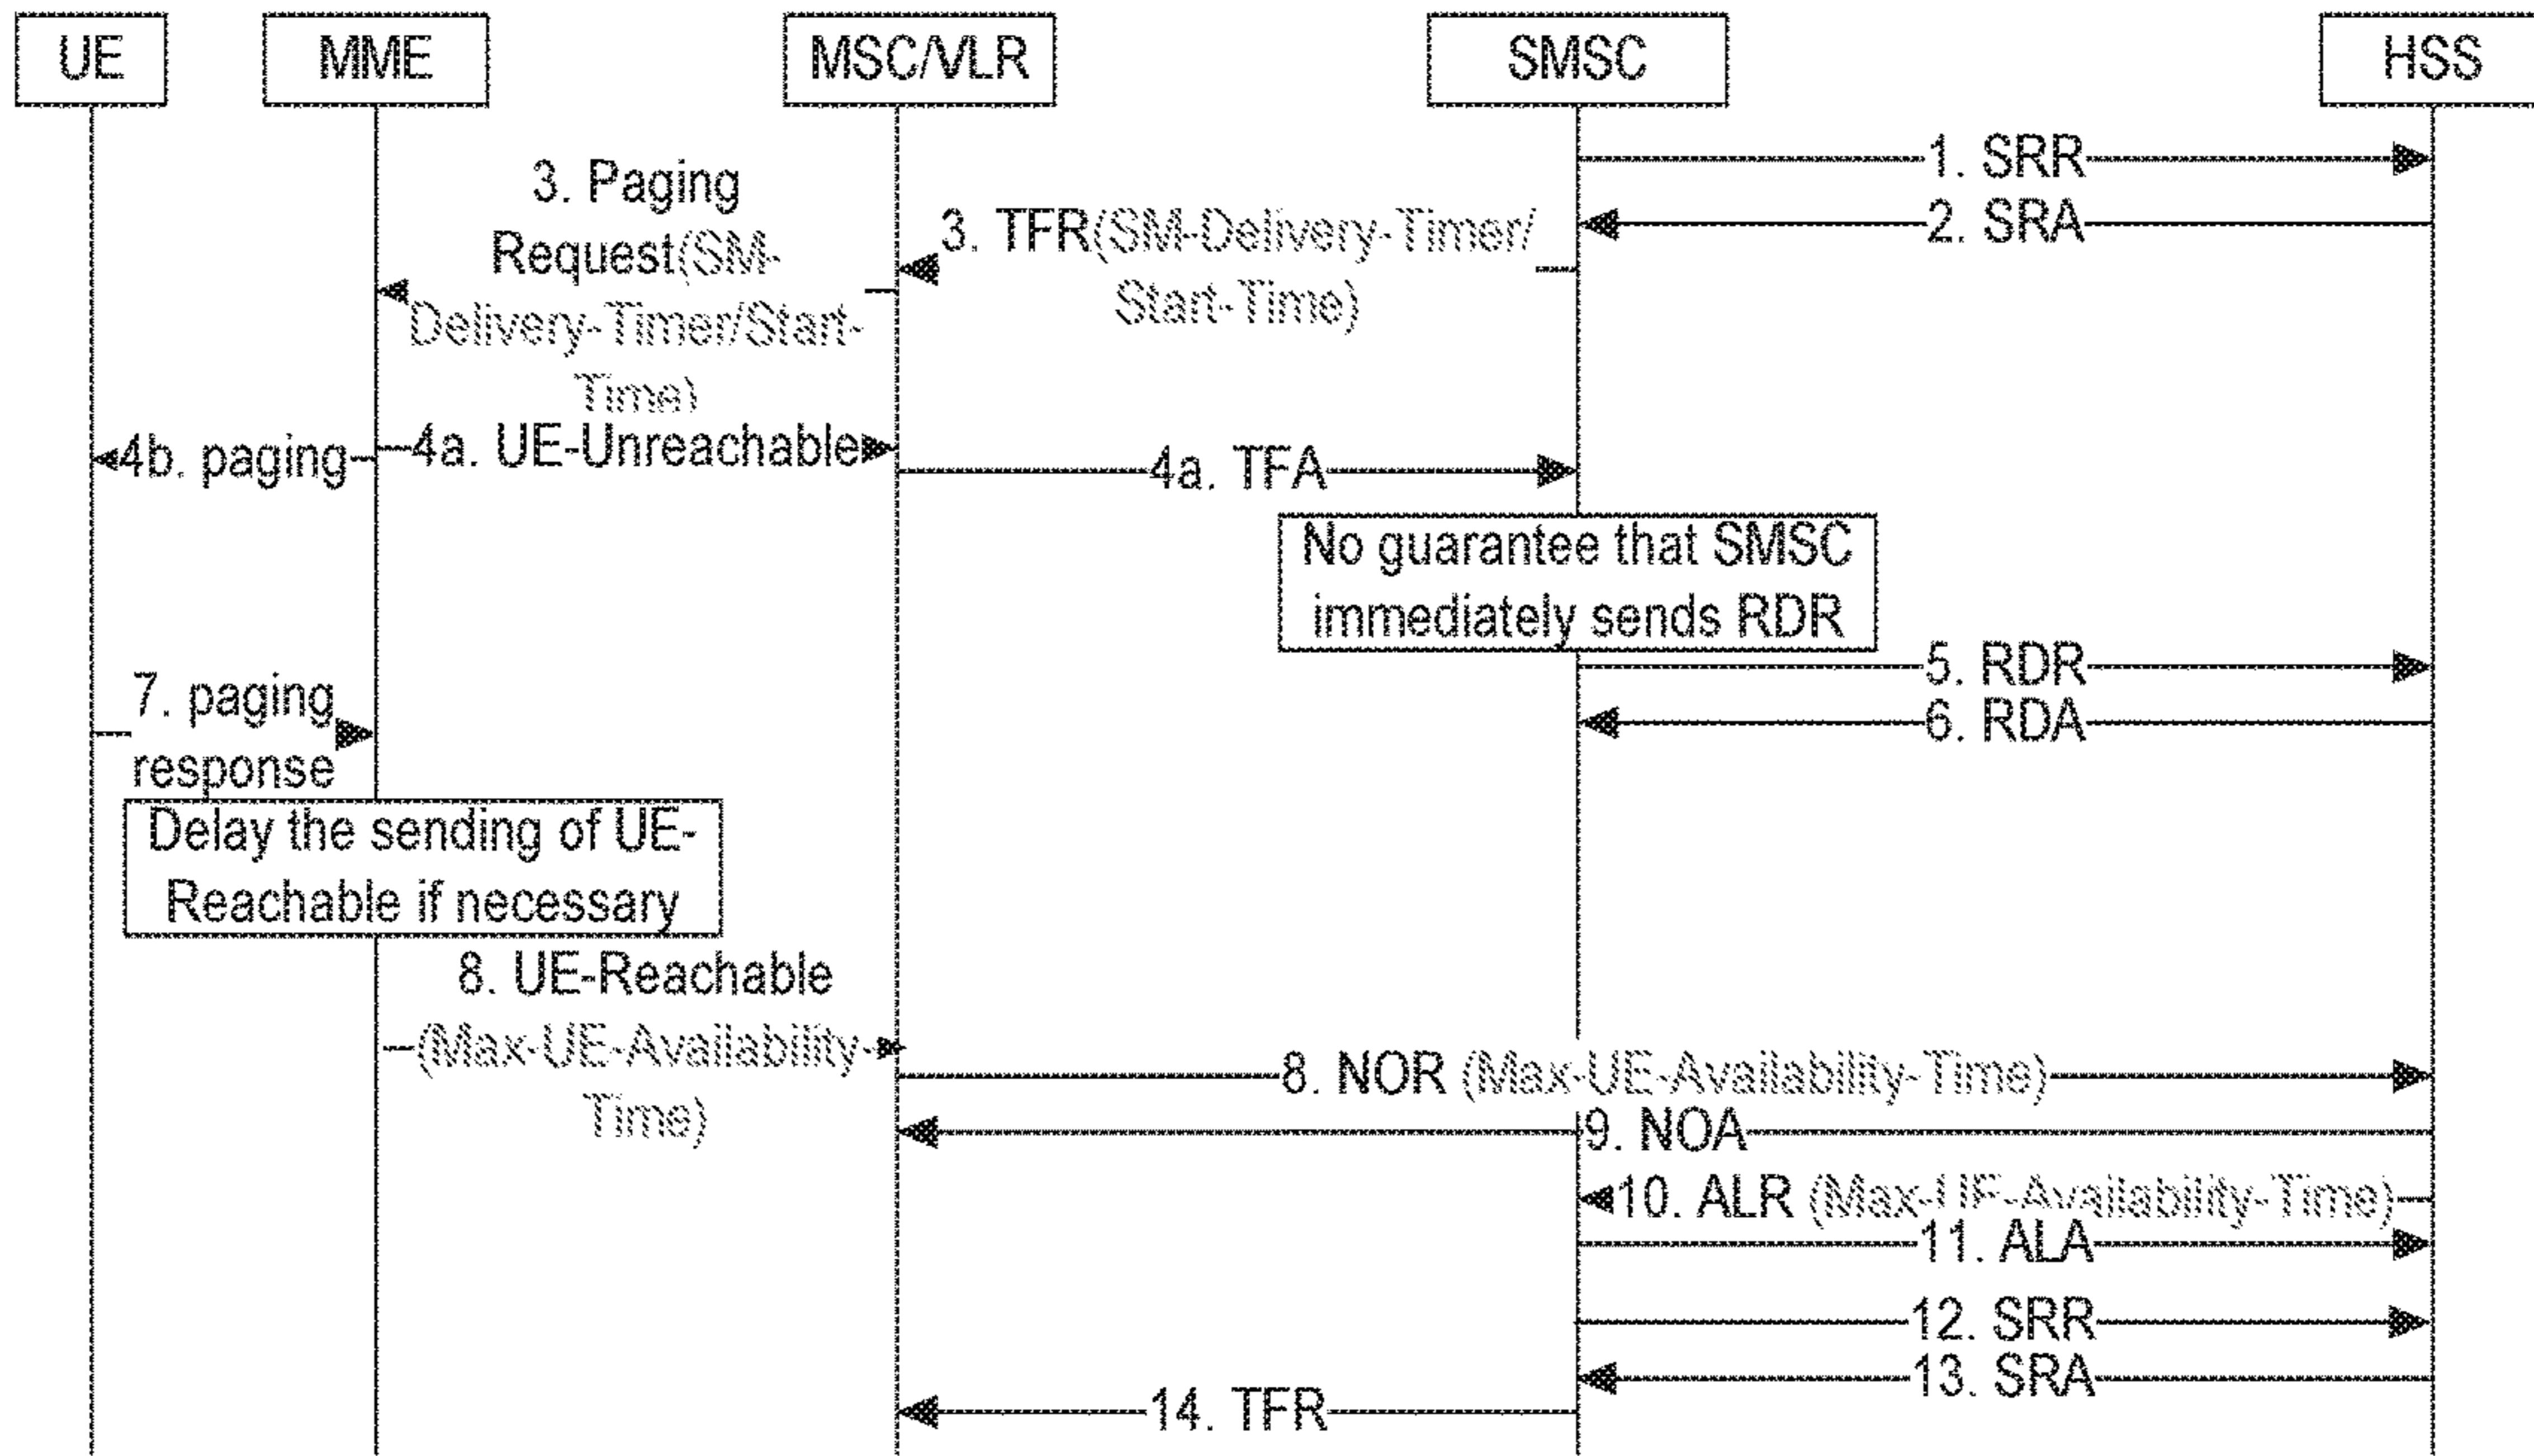 UE
MME
MSC/VLR
SMSC
HSS
1. SRR
2. SRA
3. Paging
Request(SM-
Delivery-Timer/Start-
Time)
3. TFR(SM-Delivery-Timer/
Start-Time)
4b. paging
4a. UE-Unreachable
4a. TFA
No guarantee that SMSC
immediately sends RDR
5. RDR
6. RDA
7. paging
response
Delay the sending of UE-
Reachable if necessary
8. UE-Reachable
(Max-UE-Availability-
Time)
8. NOR (Max-UE-Availability-Time)
9. NOA
10. ALR (Max-UE-Availability-Time)
11. ALA
12. SRR
13. SRA
14. TFR